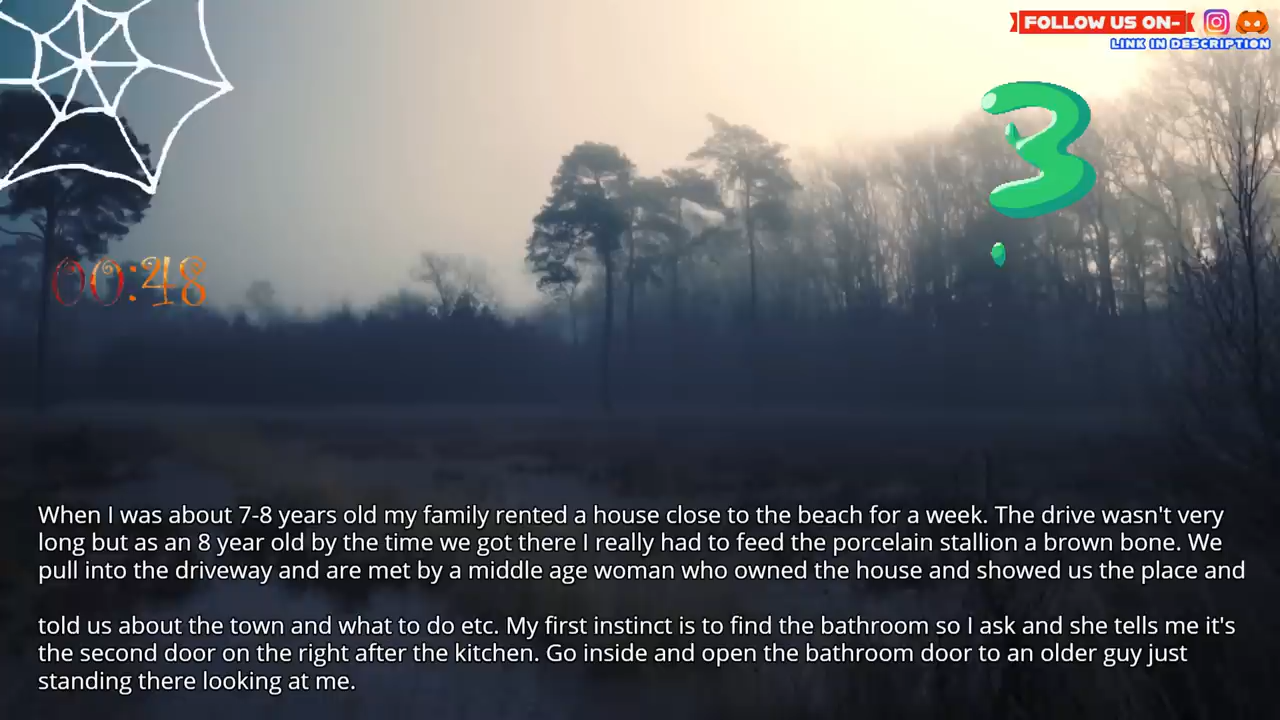 FOLLOW US ON-
LINK IN DESCRIPTION
3
00:48
When I was about 7-8 years old my family rented a house close to the beach for a week. The drive wasn't very
long but as an 8 year old by the time we got there I really had to feed the porcelain stallion a brown bone. We
pull into the driveway and are met by a middle age woman who owned the house and showed us the place and
told us about the town and what to do etc. My first instinct is to find the bathroom so I ask and she tells me it's
the second door on the right after the kitchen. Go inside and open the bathroom door to an older guy just
standing there looking at me.